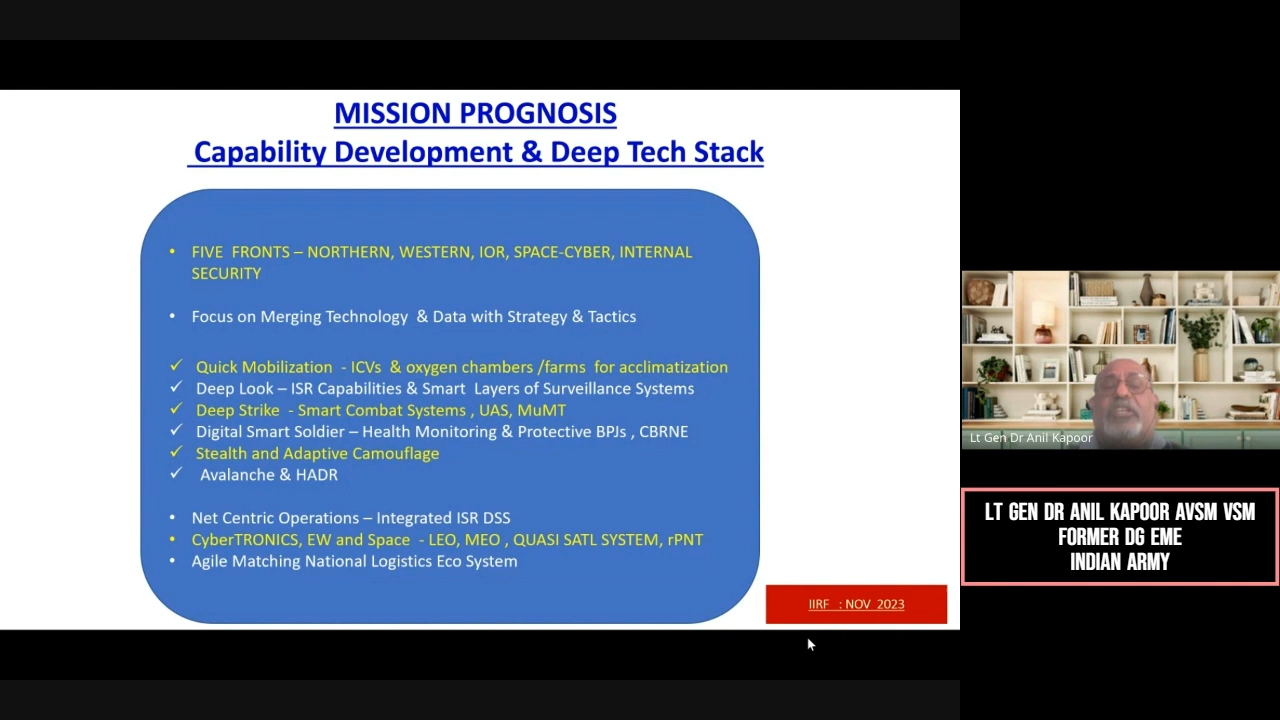 MISSION PROGNOSIS
Capability Development & Deep Tech Stack
• FIVE FRONTS – NORTHERN, WESTERN, IOR, SPACE-CYBER, INTERNAL
SECURITY
• Focus on Merging Technology & Data with Strategy & Tactics
✓ Quick Mobilization - ICVs & oxygen chambers /farms for acclimatization
✓ Deep Look – ISR Capabilities & Smart Layers of Surveillance Systems
✓ Deep Strike - Smart Combat Systems , UAS, MuMT
✓ Digital Smart Soldier – Health Monitoring & Protective BPJs , CBRNE
✓ Stealth and Adaptive Camouflage
✓ Avalanche & HADR
• Net Centric Operations – Integrated ISR DSS
• CyberTRONICS, EW and Space - LEO, MEO , QUASI SATL SYSTEM, rPNT
• Agile Matching National Logistics Eco System
IIRF : NOV 2023
Lt Gen Dr Anil Kapoor
LT GEN DR ANIL KAPOOR AVSM VSM
FORMER DG EME
INDIAN ARMY